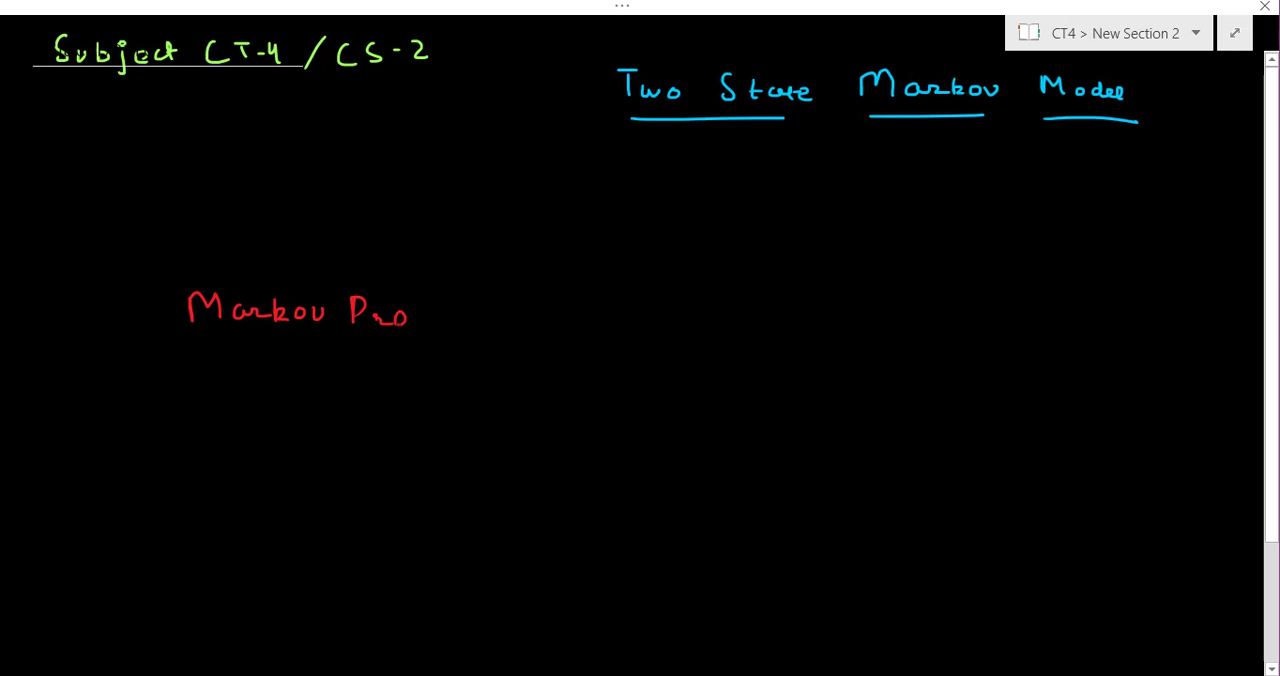 ...
CT4 > New Section 2
Subject CT-4 / CS-2
Two State Markov Model
Markov Pro